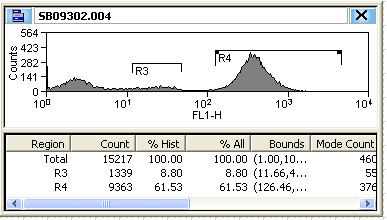 SB09302.004
564
423
282
141
0
Counts
R3
R4
10^0 10^1 10^2 10^3 10^4
FL1-H
Region Count % Hist % All Bounds Mode Count
Total 15217 100.00 100.00 (1.00,10... 460
R3 1339 8.80 8.80 (11.66,4... 55
R4 9363 61.53 61.53 (126.46,... 376